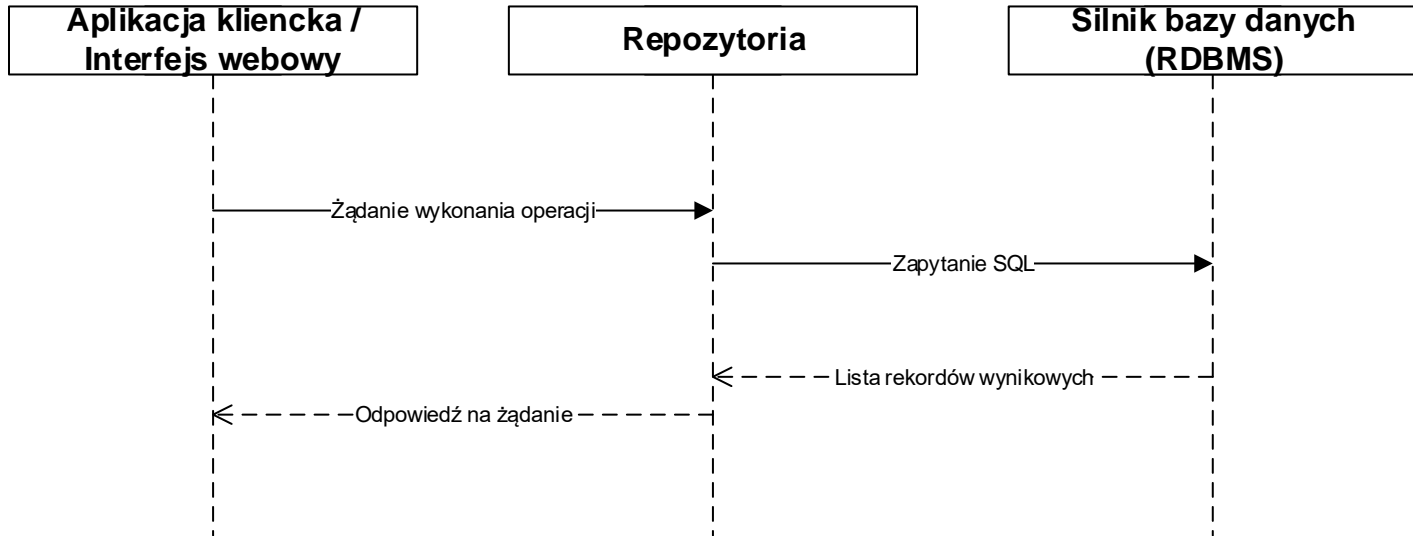 Aplikacja kliencka /
Interfejs webowy
Repozytoria
Silnik bazy danych
(RDBMS)
Żądanie wykonania operacji
Zapytanie SQL
Lista rekordów wynikowych
Odpowiedź na żądanie